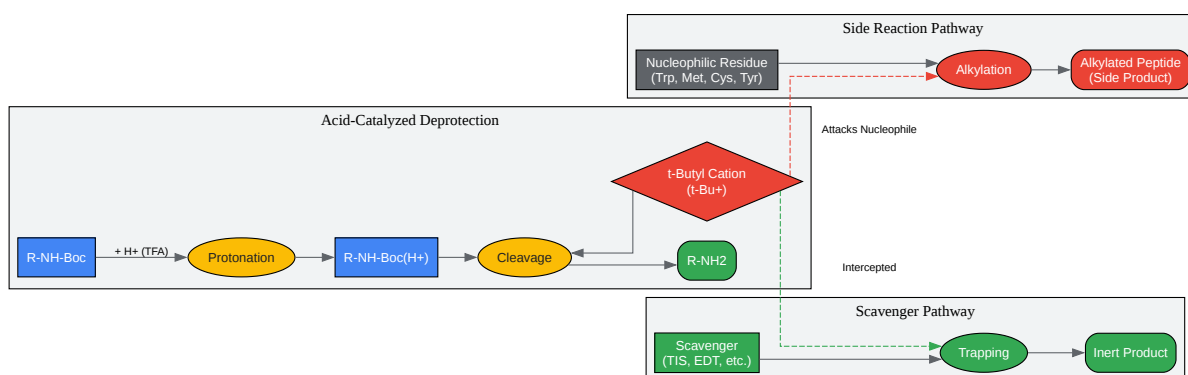 Side Reaction Pathway
Nucleophilic Residue
(Trp, Met, Cys, Tyr)
Alkylation
Alkylated Peptide
(Side Product)
Acid-Catalyzed Deprotection
Attacks Nucleophile
t-Butyl Cation
(t-Bu+)
R-NH-Boc
+ H+ (TFA)
Protonation
R-NH-Boc(H+)
Cleavage
R-NH2
Intercepted
Scavenger Pathway
Scavenger
(TIS, EDT, etc.)
Trapping
Inert Product